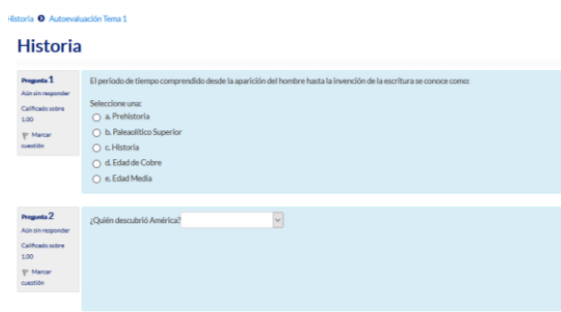 Historia Autoevaluación Tema 1
Historia
Pregunta 1
Aún sin responder
Calificado sobre
1.00
Marcar
cuestión
El período de tiempo comprendido desde la aparición del hombre hasta la invención de la escritura se conoce como:
Seleccione una:
a. Prehistoria
b. Paleaolítico Superior
c. Historia
d. Edad de Cobre
e. Edad Media
Pregunta 2
Aún sin responder
Calificado sobre
1.00
Marcar
cuestión
¿Quién descubrió América?